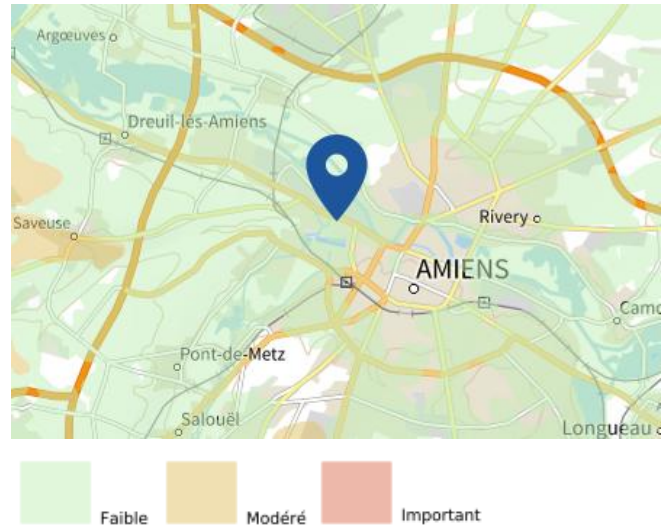 Argœuves
Dreuil-lès-Amiens
Saveuse
Rivery
AMIENS
Camo
Pont-de-Metz
Salouël
Longueau
Faible Modéré Important